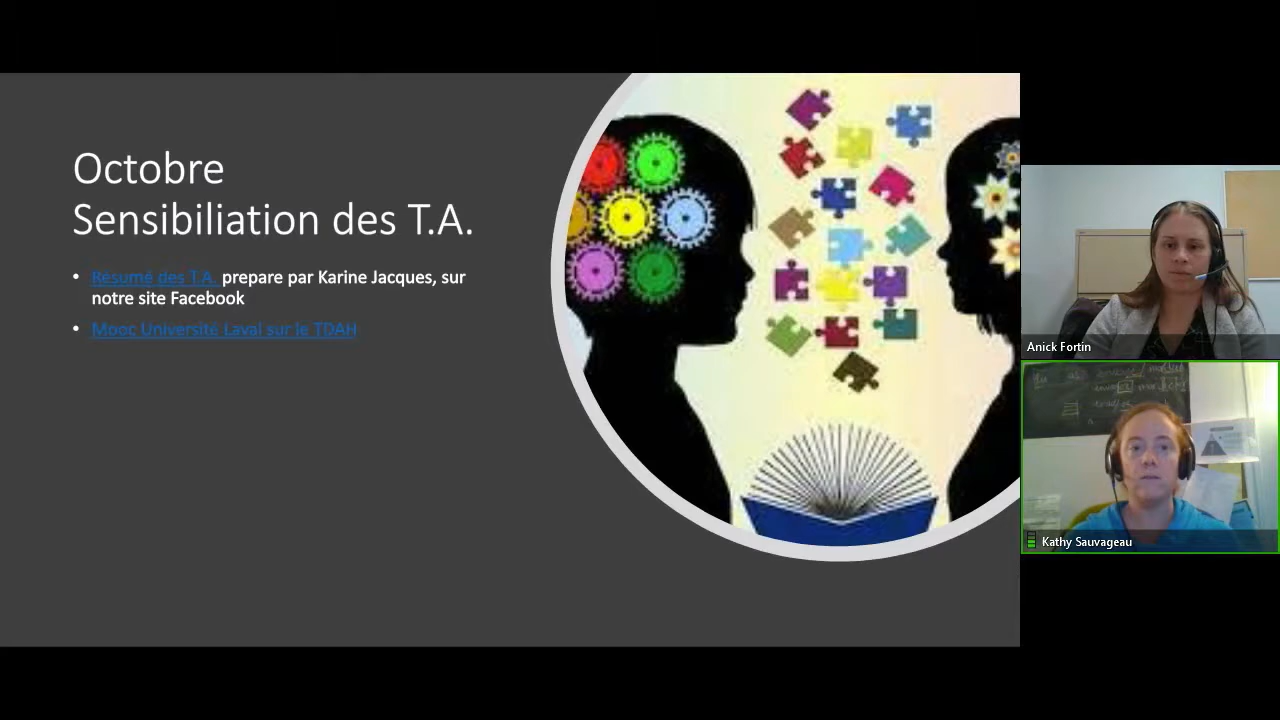 Octobre
Sensibiliation des T.A.
• Résumé des T.A. prepare par Karine Jacques, sur
notre site Facebook
• Mooc Université Laval sur le TDAH
Anick Fortin
Kathy Sauvageau